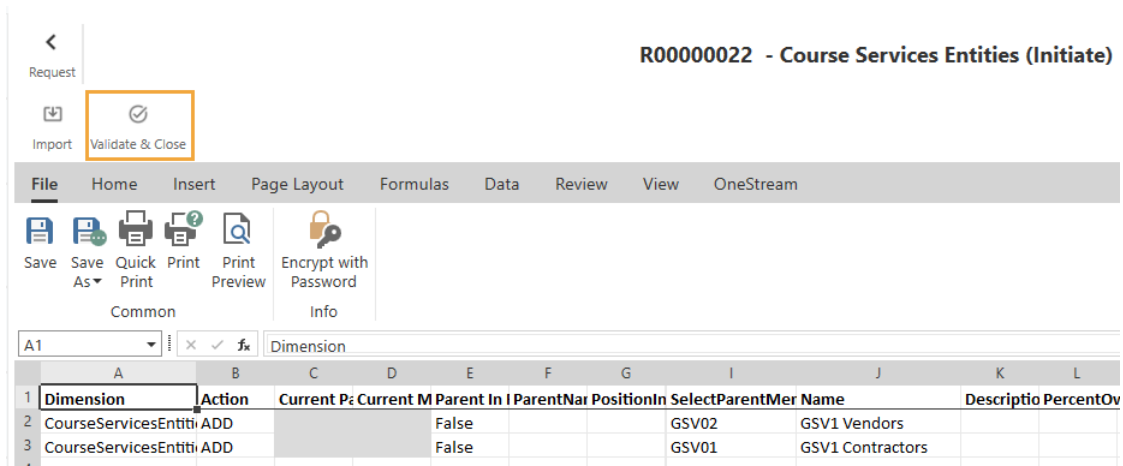 R00000022 - Course Services Entities (Initiate)
Request
Import Validate & Close
File Home Insert Page Layout Formulas Data Review View OneStream
Save Save As Quick Print Print Print Preview Encrypt with Password
Common Info
A1 fx Dimension
A B C D E F G I J K L
1 Dimension Action Current Pa Current M Parent In I ParentNar PositionIn SelectParentMer Name Descriptio PercentOw
2 CourseServicesEntiti ADD False GSV02 GSV1 Vendors
3 CourseServicesEntiti ADD False GSV01 GSV1 Contractors